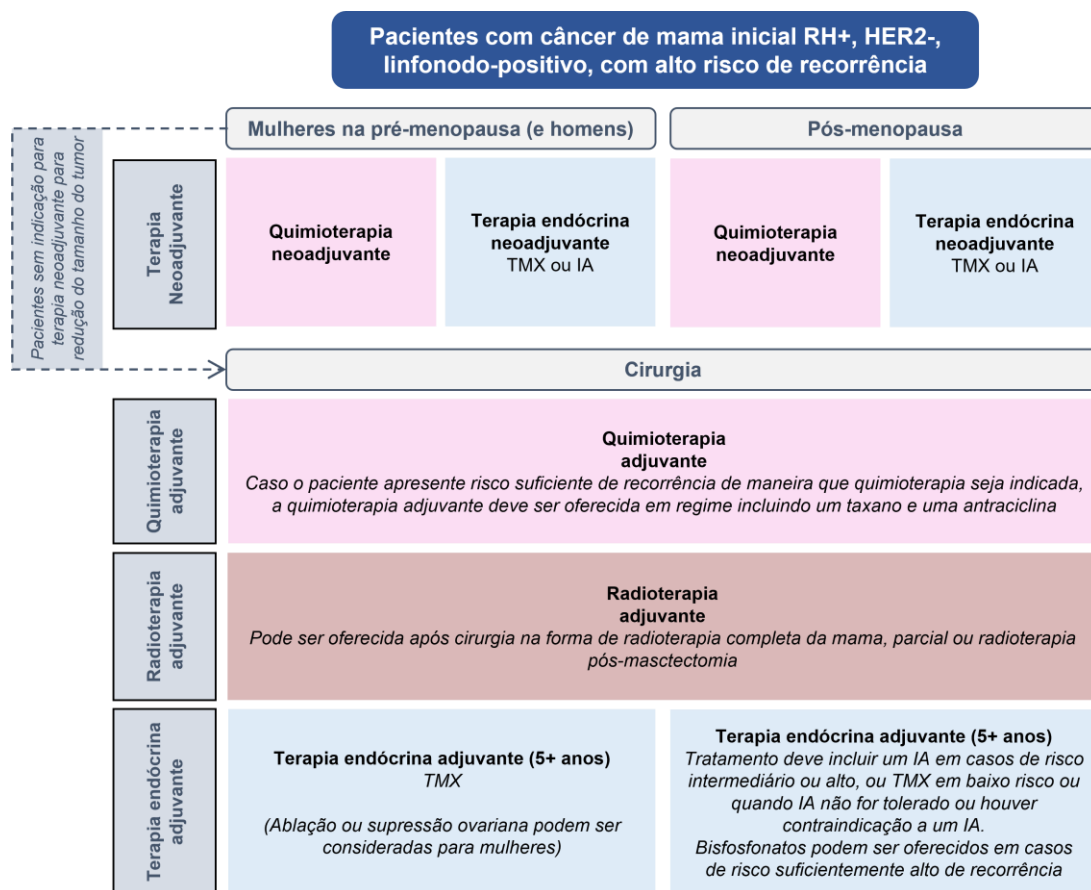 Pacientes com câncer de mama inicial RH+, HER2-,
linfonodo-positivo, com alto risco de recorrência
Mulheres na pré-menopausa (e homens)
Pós-menopausa
Pacientes sem indicação para
terapia neoadjuvante para
redução do tamanho do tumor
Terapia
Neoadjuvante
Quimioterapia
neoadjuvante
Terapia endócrina
neoadjuvante
TMX ou IA
Quimioterapia
neoadjuvante
Terapia endócrina
neoadjuvante
TMX ou IA
Cirurgia
Quimioterapia
adjuvante
Quimioterapia
adjuvante
Caso o paciente apresente risco suficiente de recorrência de maneira que quimioterapia seja indicada,
a quimioterapia adjuvante deve ser oferecida em regime incluindo um taxano e uma antraciclina
Radioterapia
adjuvante
Radioterapia
adjuvante
Pode ser oferecida após cirurgia na forma de radioterapia completa da mama, parcial ou radioterapia
pós-masctectomia
Terapia endócrina
adjuvante
Terapia endócrina adjuvante (5+ anos)
TMX
(Ablação ou supressão ovariana podem ser
consideradas para mulheres)
Terapia endócrina adjuvante (5+ anos)
Tratamento deve incluir um IA em casos de risco
intermediário ou alto, ou TMX em baixo risco ou
quando IA não for tolerado ou houver
contraindicação a um IA.
Bisfosfonatos podem ser oferecidos em casos
de risco suficientemente alto de recorrência